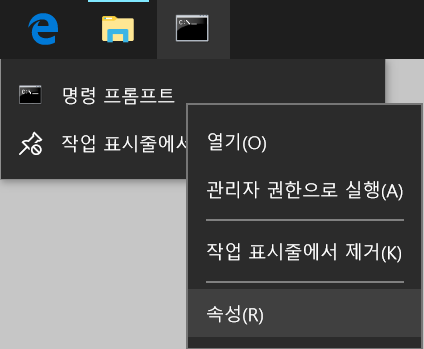 명령 프롬프트
작업 표시줄에서
열기(O)
관리자 권한으로 실행(A)
작업 표시줄에서 제거(K)
속성(R)